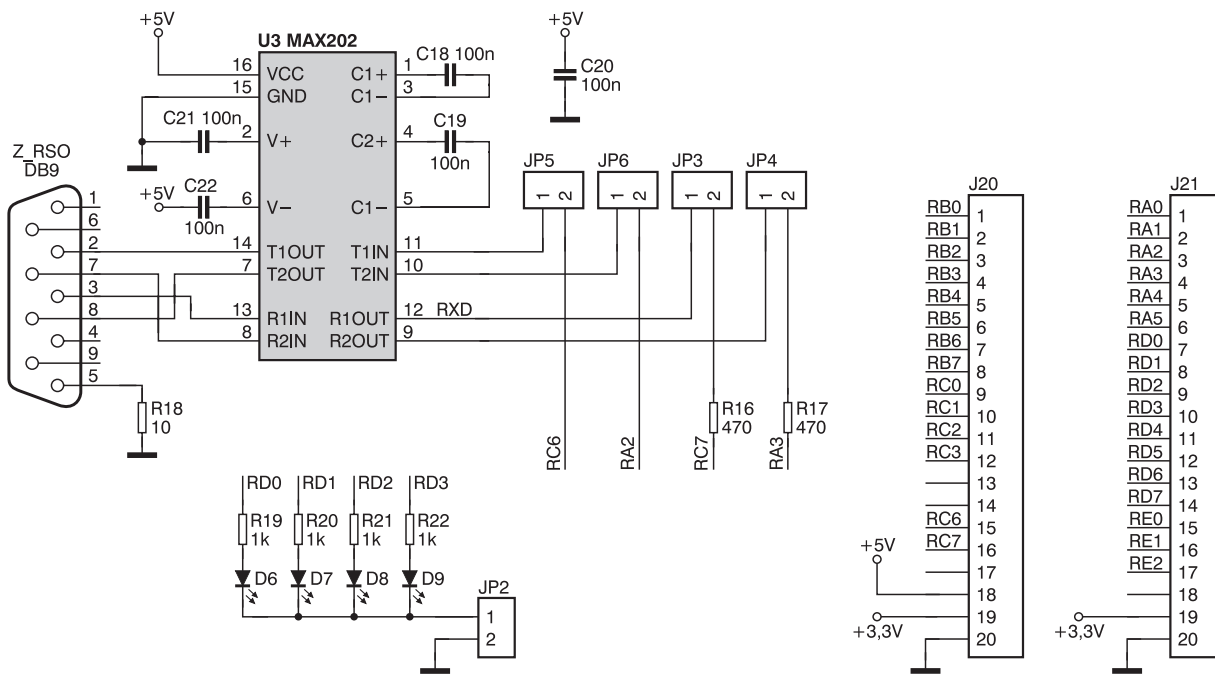 +5V
U3 MAX202
16 VCC
15 GND
C21 100n
2 V+
+5V
C22
100n
6 V−
14 T1OUT
7 T2OUT
13 R1IN
8 R2IN
C1+ 1
C18 100n
C1− 3
C2+ 4
C19
100n
C1− 5
T1IN 11
T2IN 10
R1OUT 12 RXD
R2OUT 9
+5V
C20
100n
Z_RSO
DB9
1
6
2
7
3
8
4
9
5
R18
10
JP5
1 2
JP6
1 2
JP3
1 2
JP4
1 2
R16
470
R17
470
RC6
RA2
RC7
RA3
RD0
RD1
RD2
RD3
R19
1k
R20
1k
R21
1k
R22
1k
D6
D7
D8
D9
JP2
1
2
J20
RB0 1
RB1 2
RB2 3
RB3 4
RB4 5
RB5 6
RB6 7
RB7 8
RC0 9
RC1 10
RC2 11
RC3 12
13
14
RC6 15
RC7 16
17
+5V
18
+3,3V
19
20
J21
RA0 1
RA1 2
RA2 3
RA3 4
RA4 5
RA5 6
RD0 7
RD1 8
RD2 9
RD3 10
RD4 11
RD5 12
RD6 13
RD7 14
RE0 15
RE1 16
RE2 17
18
+3,3V
19
20